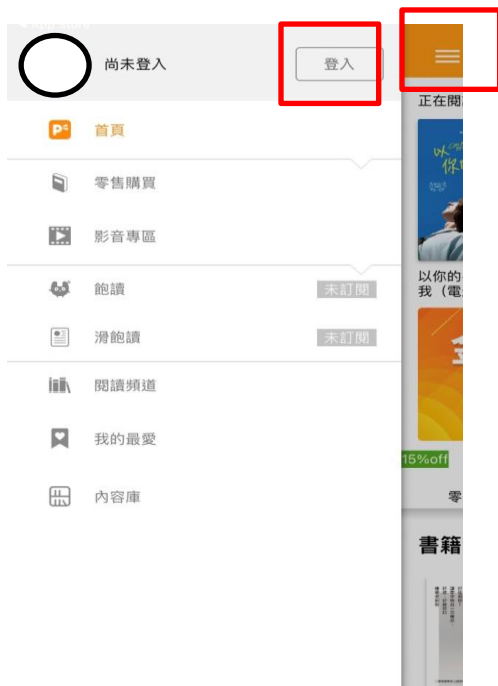 尚未登入
登入
首頁
零售購買
影音專區
飽讀 未訂閱
滑飽讀 未訂閱
閱讀頻道
我的最愛
內容庫
正在閱
以你的
我（電
15%off
零
書籍